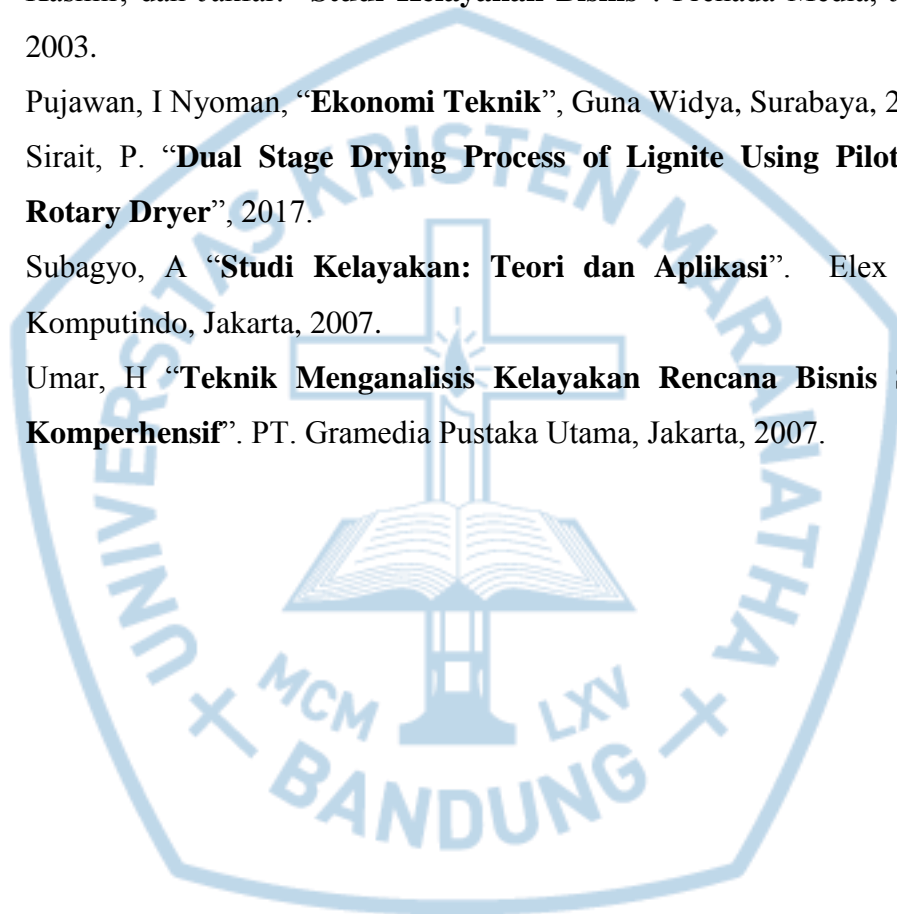 2003.
Pujawan, I Nyoman, “Ekonomi Teknik”, Guna Widya, Surabaya,
Sirait, P. “Dual Stage Drying Process of Lignite Using Pilot
Rotary Dryer”, 2017.
Subagyo, A “Studi Kelayakan: Teori dan Aplikasi”. Elex
Komputindo, Jakarta, 2007.
Umar, H “Teknik Menganalisis Kelayakan Rencana Bisnis
Komperhensif”. PT. Gramedia Pustaka Utama, Jakarta, 2007.
UNIVERSITAS KRISTEN MARANATHA
MCM LXV
BANDUNG